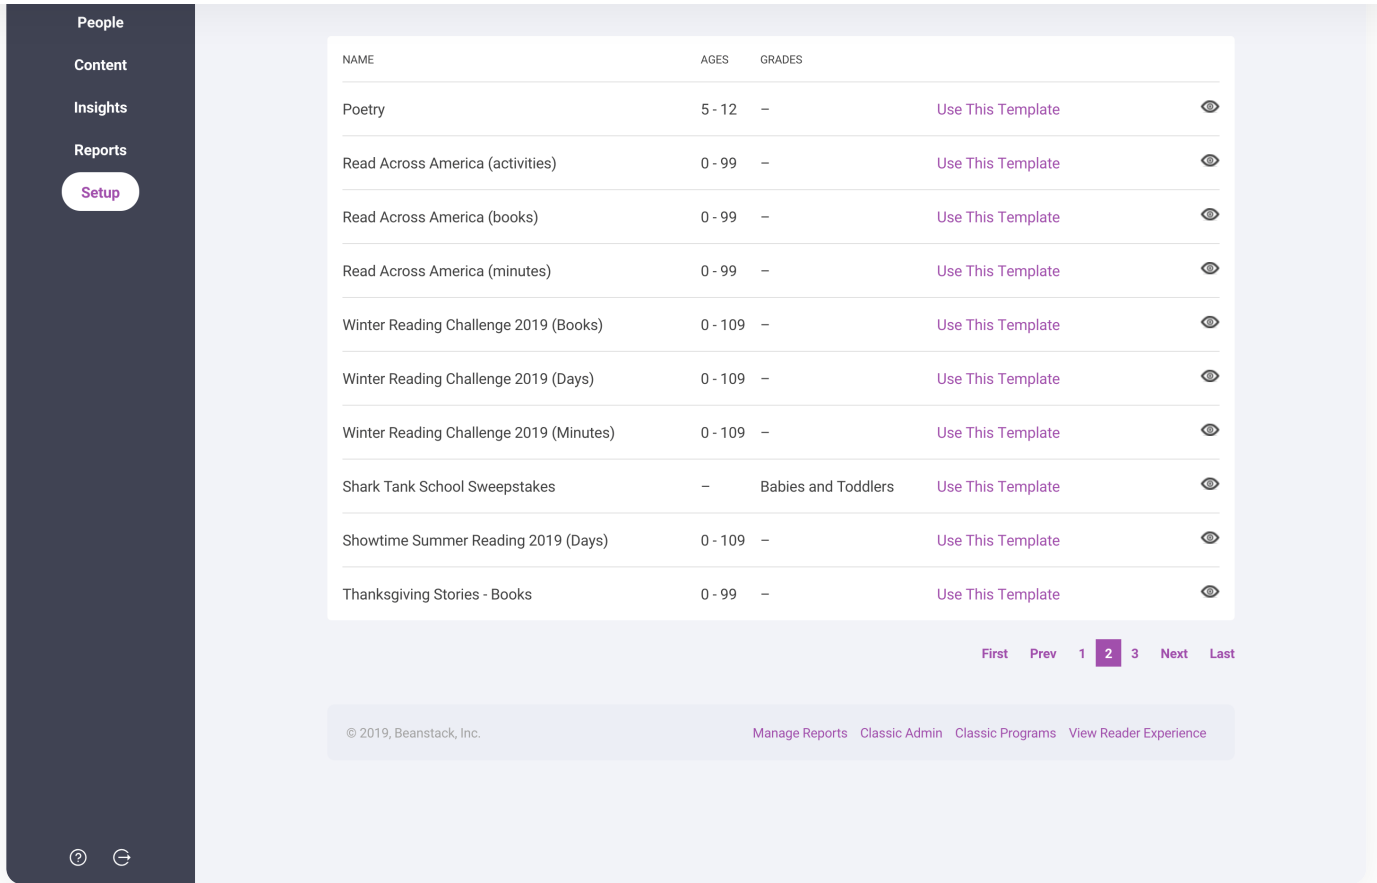 People
Content
Insights
Reports
Setup
NAME AGES GRADES
Poetry 5 - 12 – Use This Template
Read Across America (activities) 0 - 99 – Use This Template
Read Across America (books) 0 - 99 – Use This Template
Read Across America (minutes) 0 - 99 – Use This Template
Winter Reading Challenge 2019 (Books) 0 - 109 – Use This Template
Winter Reading Challenge 2019 (Days) 0 - 109 – Use This Template
Winter Reading Challenge 2019 (Minutes) 0 - 109 – Use This Template
Shark Tank School Sweepstakes – Babies and Toddlers Use This Template
Showtime Summer Reading 2019 (Days) 0 - 109 – Use This Template
Thanksgiving Stories - Books 0 - 99 – Use This Template
First Prev 1 2 3 Next Last
© 2019, Beanstack, Inc. Manage Reports Classic Admin Classic Programs View Reader Experience